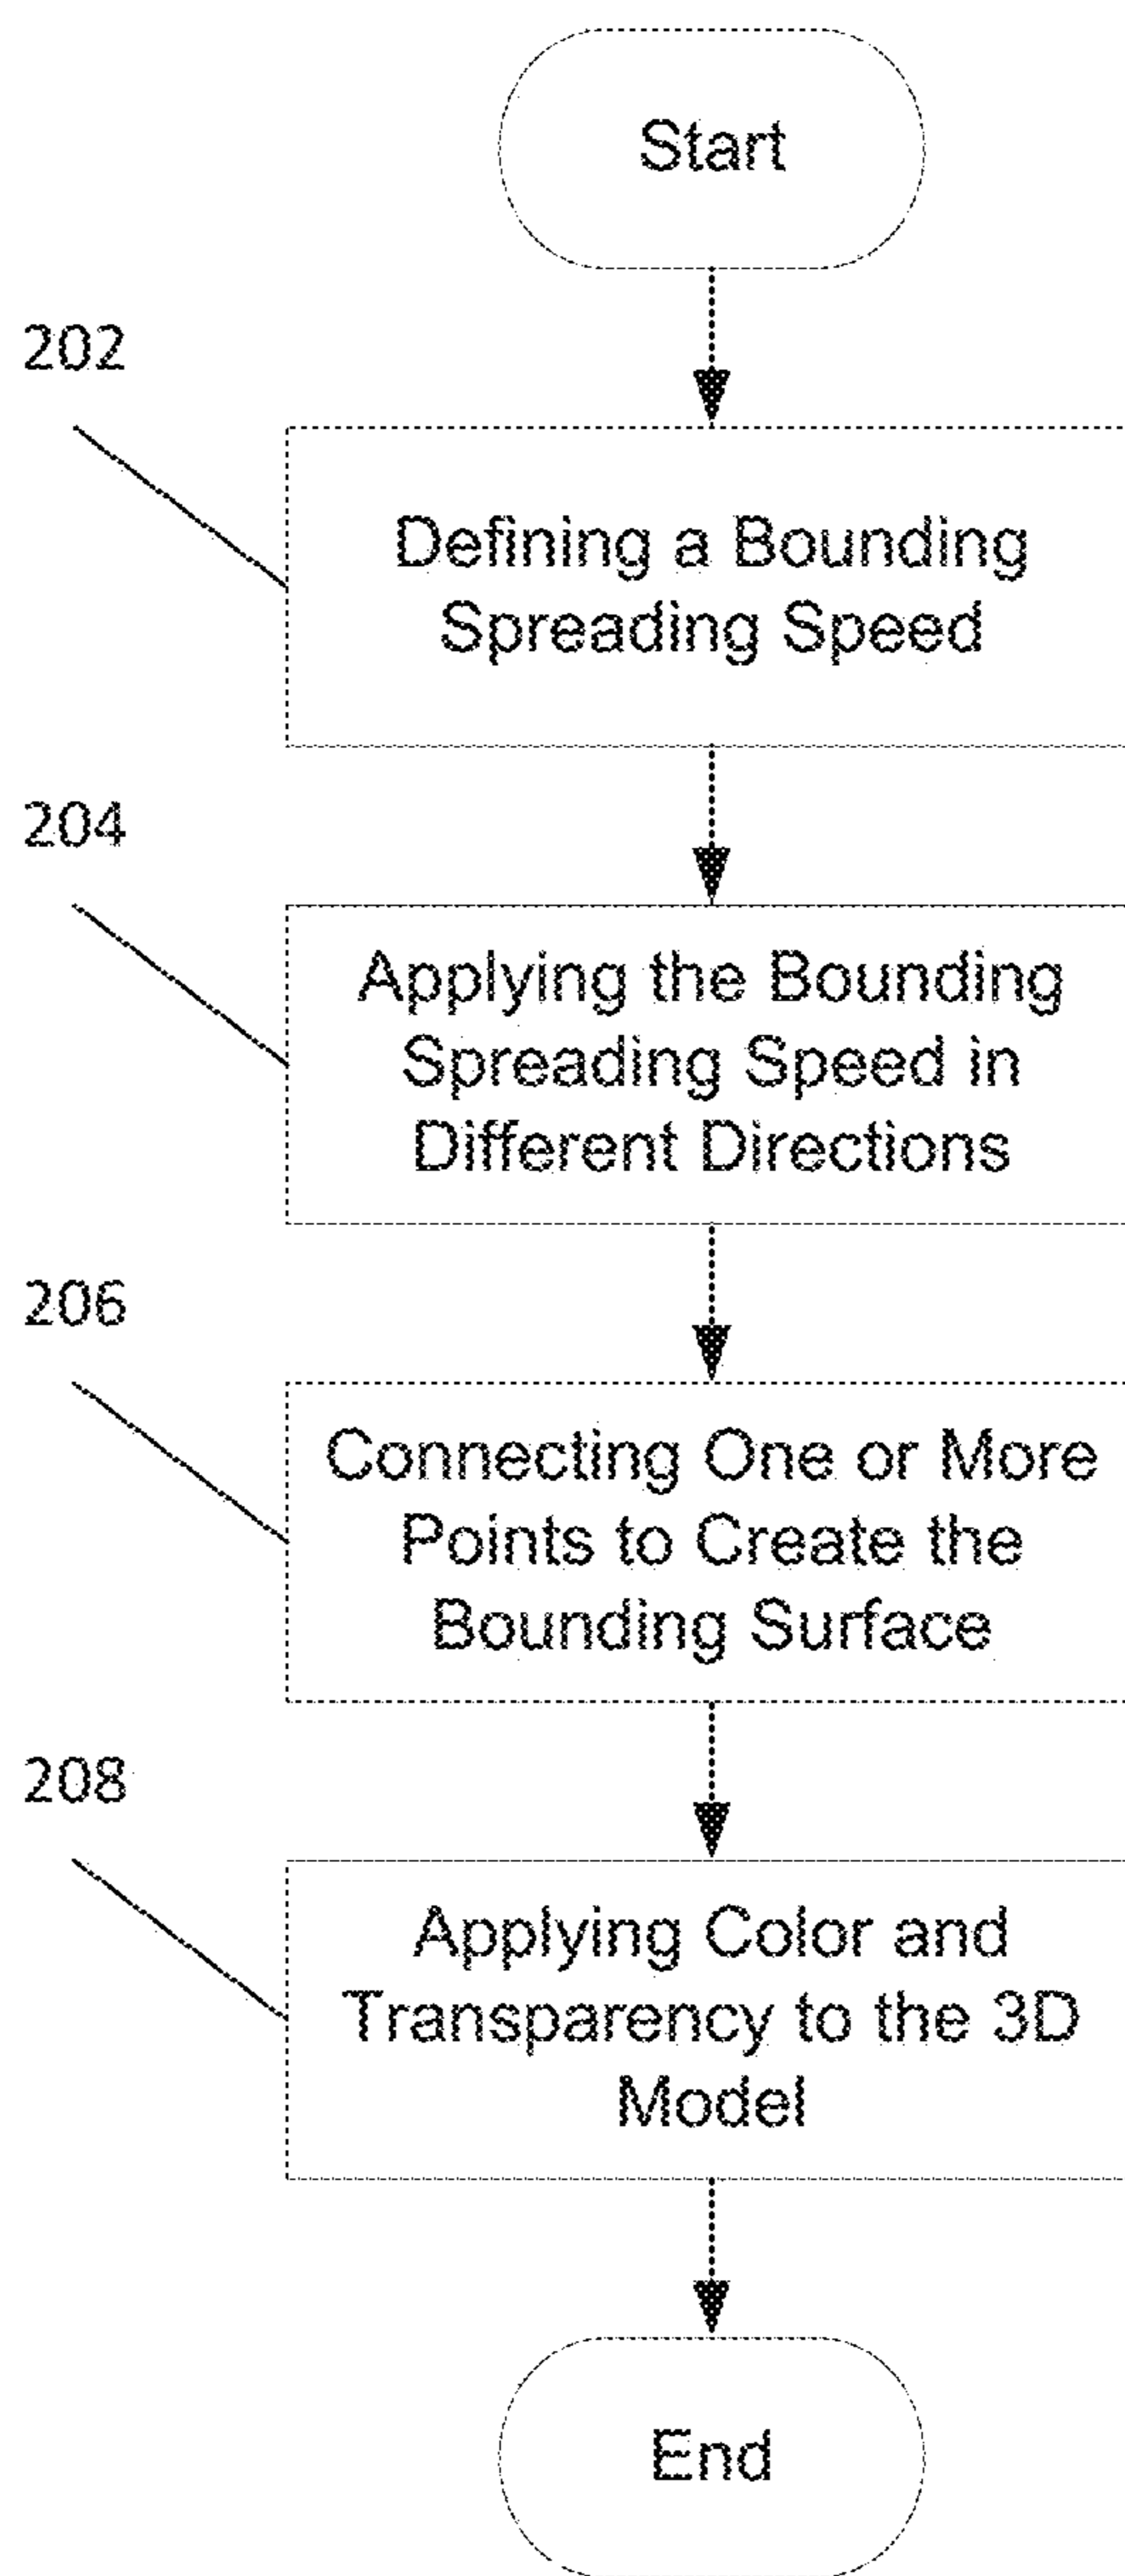 Start
202
Defining a Bounding
Spreading Speed
204
Applying the Bounding
Spreading Speed in
Different Directions
206
Connecting One or More
Points to Create the
Bounding Surface
208
Applying Color and
Transparency to the 3D
Model
End